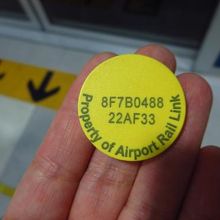 8F7B0488
22AF33
Property of Airport Rail Link